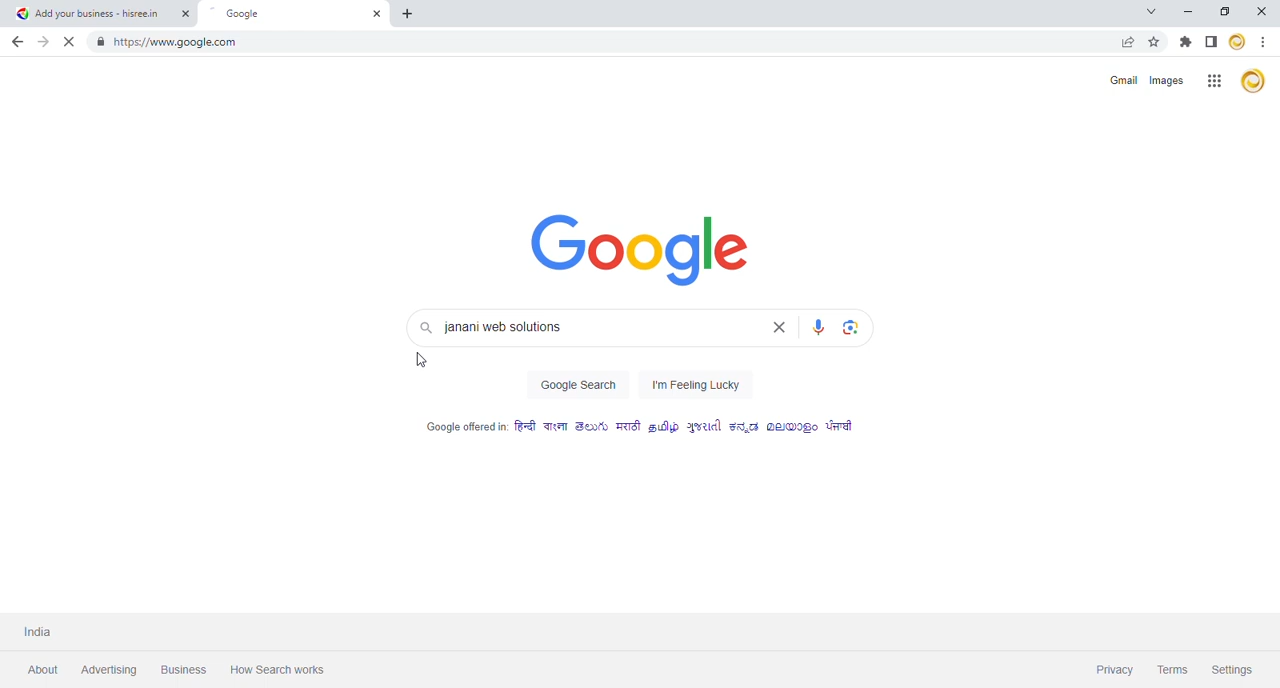 Add your business - hisree.in
Google
https://www.google.com
Gmail Images
Google
janani web solutions
Google Search I'm Feeling Lucky
Google offered in: हिन्दी বাংলা తెలుగు मराठी தமிழ் ગુજરાતી ಕನ್ನಡ മലയാളം ਪੰਜਾਬੀ
India
About Advertising Business How Search works Privacy Terms Settings